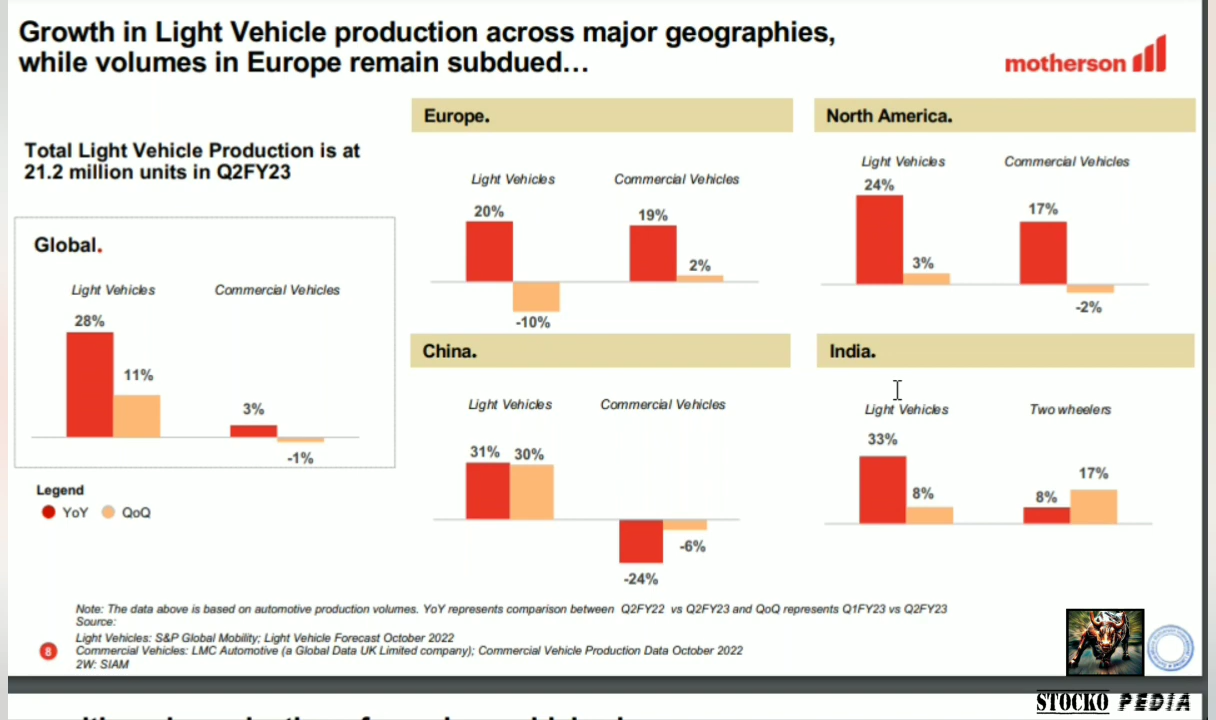 Growth in Light Vehicle production across major geographies,
while volumes in Europe remain subdued...
motherson
Total Light Vehicle Production is at
21.2 million units in Q2FY23
Global.
Light Vehicles
Commercial Vehicles
28%
11%
3%
-1%
Legend
YoY
QoQ
Europe.
Light Vehicles
Commercial Vehicles
20%
-10%
19%
2%
North America.
Light Vehicles
Commercial Vehicles
24%
3%
17%
-2%
China.
Light Vehicles
Commercial Vehicles
31%
30%
-24%
-6%
India.
Light Vehicles
Two wheelers
33%
8%
8%
17%
Note: The data above is based on automotive production volumes. YoY represents comparison between Q2FY22 vs Q2FY23 and QoQ represents Q1FY23 vs Q2FY23
Source:
Light Vehicles: S&P Global Mobility; Light Vehicle Forecast October 2022
Commercial Vehicles: LMC Automotive (a Global Data UK Limited company); Commercial Vehicle Production Data October 2022
2W: SIAM
8
STOCKO PEDIA